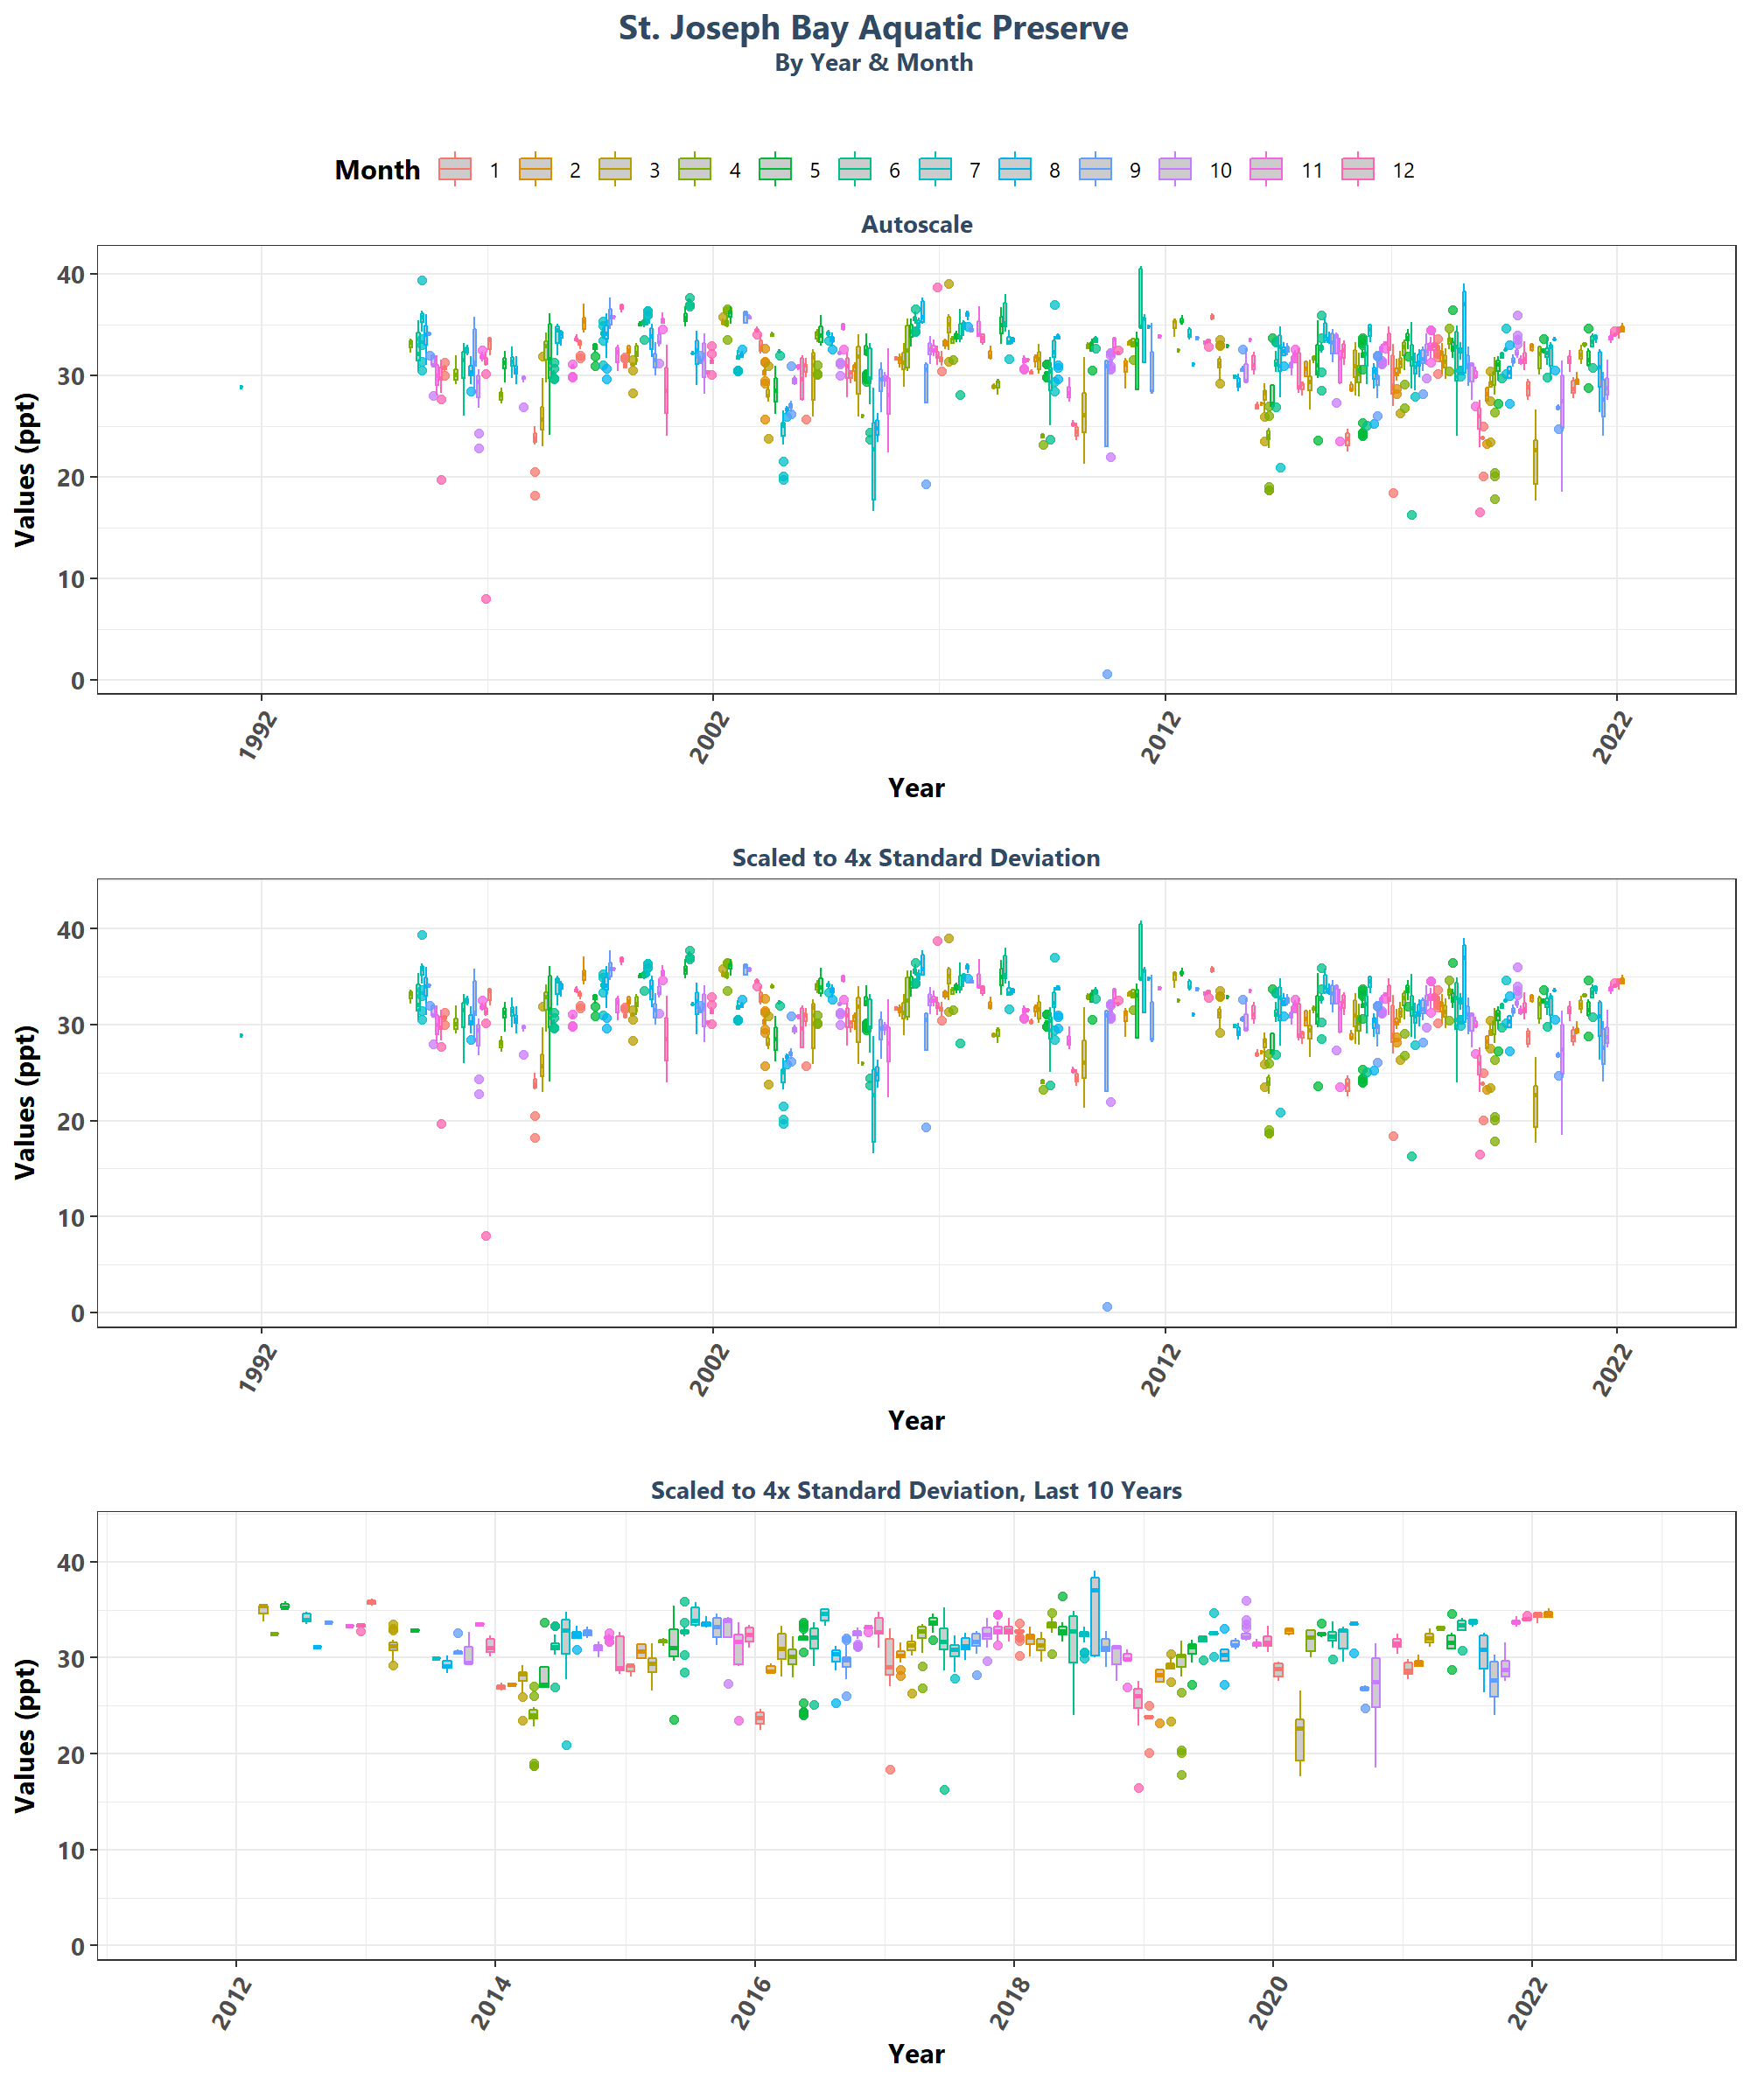 St. Joseph Bay Aquatic Preserve
By Year & Month
Month 1 2 3 4 5 6 7 8 9 10 11 12
Autoscale
Values (ppt)
40
30
20
10
0
1992 2002 2012 2022
Year
Scaled to 4x Standard Deviation
Values (ppt)
40
30
20
10
0
1992 2002 2012 2022
Year
Scaled to 4x Standard Deviation, Last 10 Years
Values (ppt)
40
30
20
10
0
2012 2014 2016 2018 2020 2022
Year